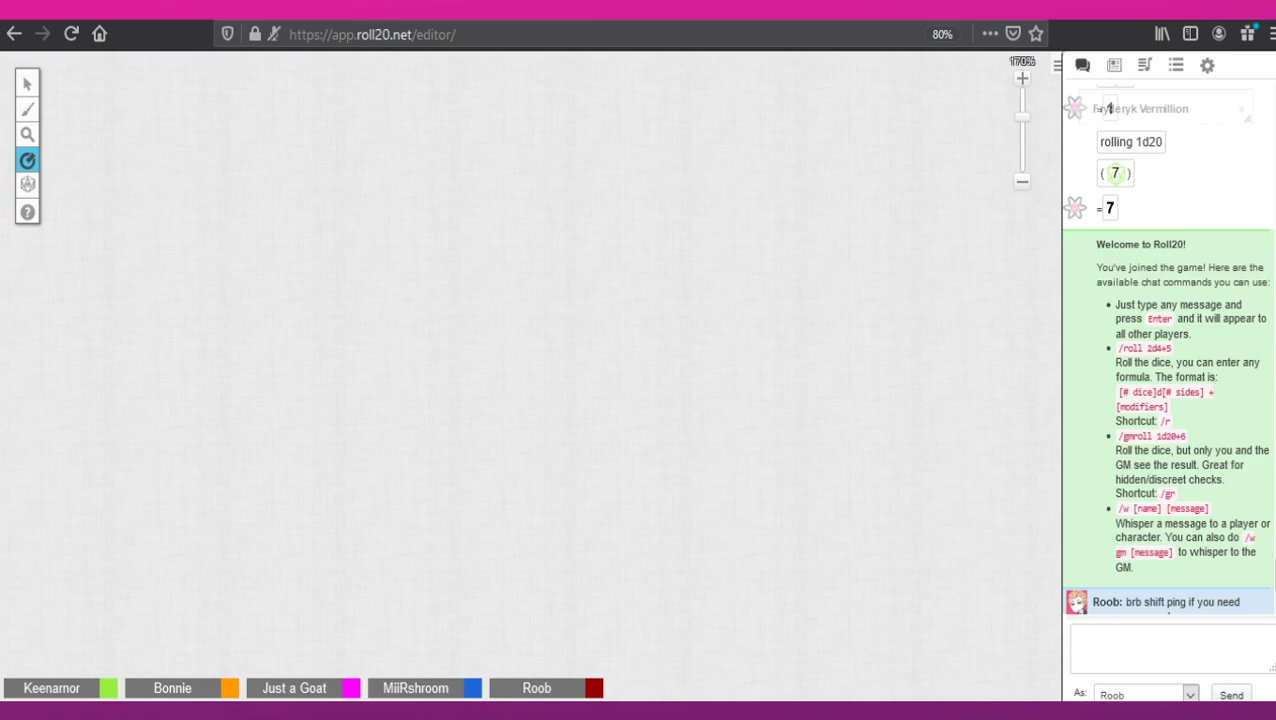 https://app.roll20.net/editor/
80%
170%
Fryderyk Vermillion
rolling 1d20
( 7 )
=7
Welcome to Roll20!
You've joined the game! Here are the
available chat commands you can use:
• Just type any message and
press Enter and it will appear to
all other players.
• /roll 2d4+5
Roll the dice, you can enter any
formula. The format is:
[# dice]d[# sides] +
[modifiers]
Shortcut: /r
• /gmroll 1d20+6
Roll the dice, but only you and the
GM see the result. Great for
hidden/discreet checks.
Shortcut: /gr
• /w [name] [message]
Whisper a message to a player or
character. You can also do /w
gm [message] to whisper to the
GM.
Roob: brb shift ping if you need
As: Roob Send
Keenarnor Bonnie Just a Goat MiiRshroom Roob